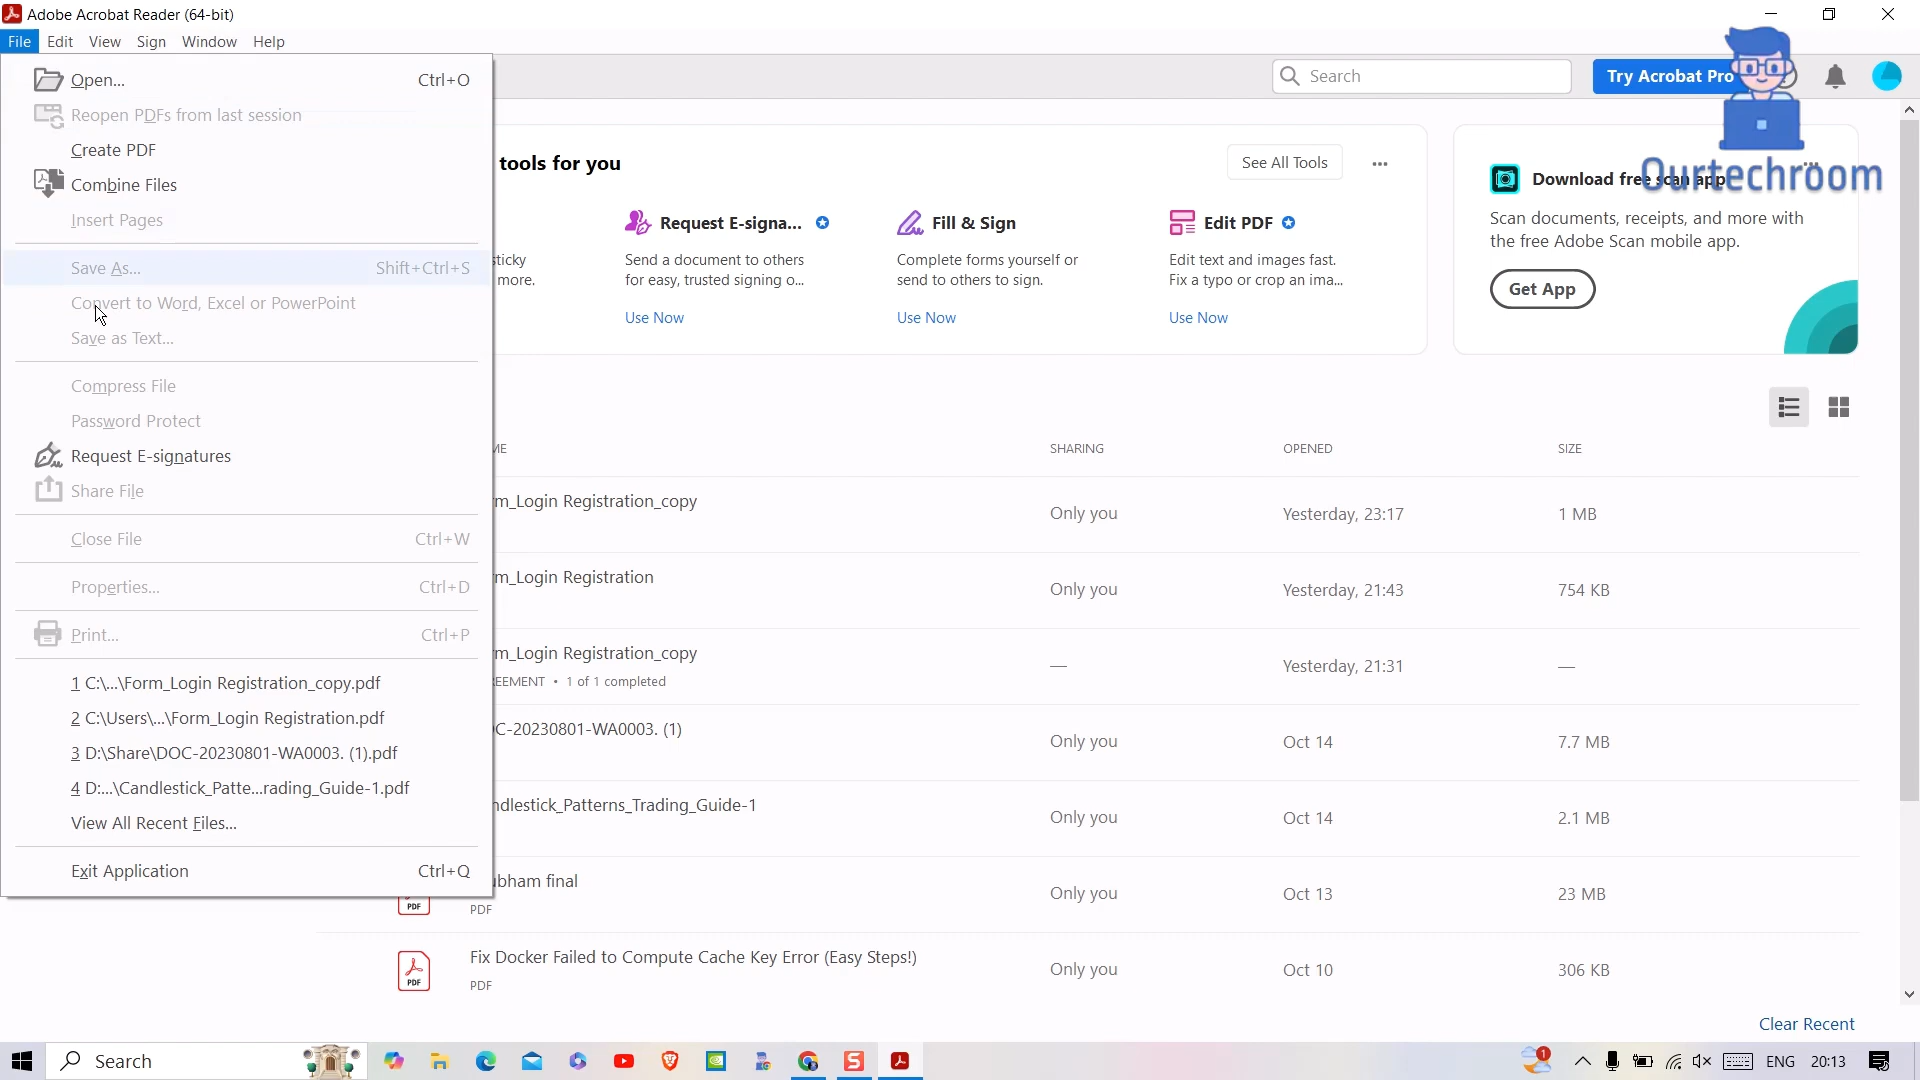 Adobe Acrobat Reader (64-bit)
File Edit View Sign Window Help
Open... Ctrl+O
Reopen PDFs from last session
Create PDF
Combine Files
Insert Pages
Save As... Shift+Ctrl+S
Convert to Word, Excel or PowerPoint
Save as Text...
Compress File
Password Protect
Request E-signatures
Share File
Close File Ctrl+W
Properties... Ctrl+D
Print... Ctrl+P
1 C:\...\Form_Login Registration_copy.pdf
2 C:\Users\...\Form_Login Registration.pdf
3 D:\Share\DOC-20230801-WA0003. (1).pdf
4 D:...\Candlestick_Patte...rading_Guide-1.pdf
View All Recent Files...
Exit Application Ctrl+Q
Search
Try Acrobat Pro
Ourtechroom
tools for you
See All Tools
sticky
more.
Request E-signa...
Send a document to others
for easy, trusted signing o...
Use Now
Fill & Sign
Complete forms yourself or
send to others to sign.
Use Now
Edit PDF
Edit text and images fast.
Fix a typo or crop an ima...
Use Now
Download free scan app
Scan documents, receipts, and more with
the free Adobe Scan mobile app.
Get App
ME SHARING OPENED SIZE
rm_Login Registration_copy Only you Yesterday, 23:17 1 MB
rm_Login Registration Only you Yesterday, 21:43 754 KB
rm_Login Registration_copy — Yesterday, 21:31 —
REEMENT • 1 of 1 completed
OC-20230801-WA0003. (1) Only you Oct 14 7.7 MB
ndlestick_Patterns_Trading_Guide-1 Only you Oct 14 2.1 MB
ubham final Only you Oct 13 23 MB
PDF
PDF
Fix Docker Failed to Compute Cache Key Error (Easy Steps!) Only you Oct 10 306 KB
PDF
PDF
Clear Recent
Search
S
1
ENG 20:13